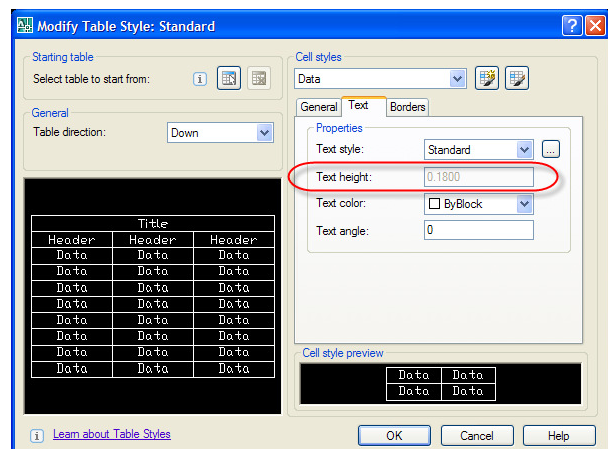 Modify Table Style: Standard
Starting table
Select table to start from:
General
Table direction: Down
Title
Header Header Header
Data Data Data
Data Data Data
Data Data Data
Data Data Data
Data Data Data
Data Data Data
Data Data Data
Data Data Data
Learn about Table Styles
Cell styles
Data
General Text Borders
Properties
Text style: Standard ...
Text height: 0.1800
Text color: ByBlock
Text angle: 0
Cell style preview
Data Data
Data Data
OK Cancel Help